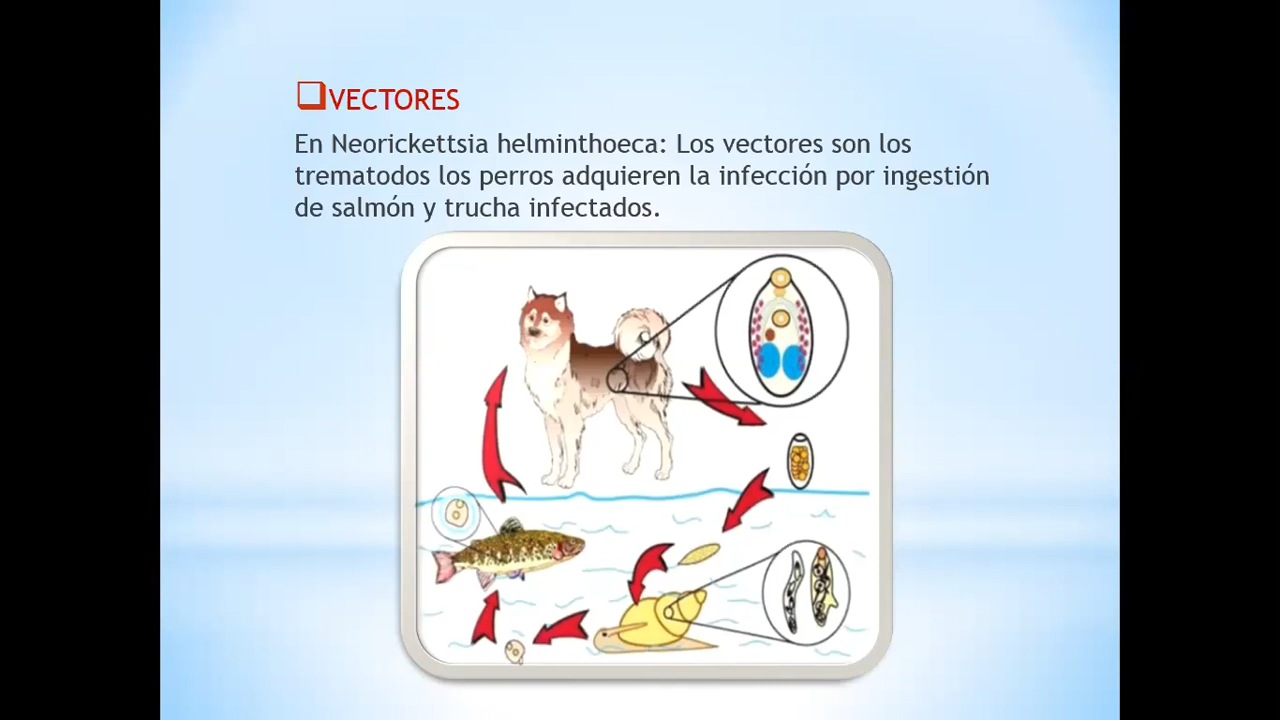 VECTORES
En Neorickettsia helminthoeca: Los vectores son los
trematodos los perros adquieren la infección por ingestión
de salmón y trucha infectados.